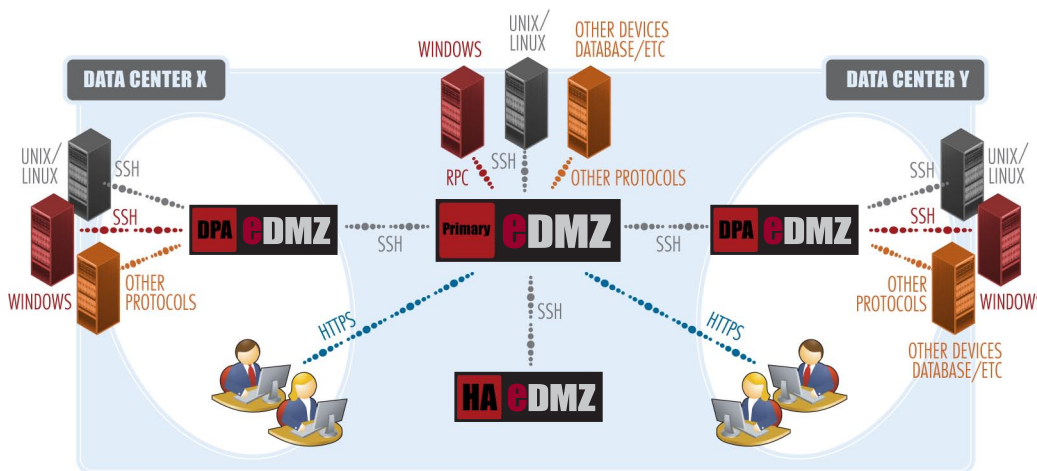 WINDOWS
UNIX/
LINUX
OTHER DEVICES
DATABASE/ETC
DATA CENTER X
DATA CENTER Y
RPC
SSH
OTHER PROTOCOLS
UNIX/
LINUX
SSH
SSH
WINDOWS
OTHER
PROTOCOLS
DPA eDMZ
SSH
Primary eDMZ
SSH
DPA eDMZ
SSH
UNIX/
LINUX
SSH
OTHER
PROTOCOLS
WINDOWS
OTHER DEVICES
DATABASE/ETC
HTTPS
SSH
HTTPS
HA eDMZ